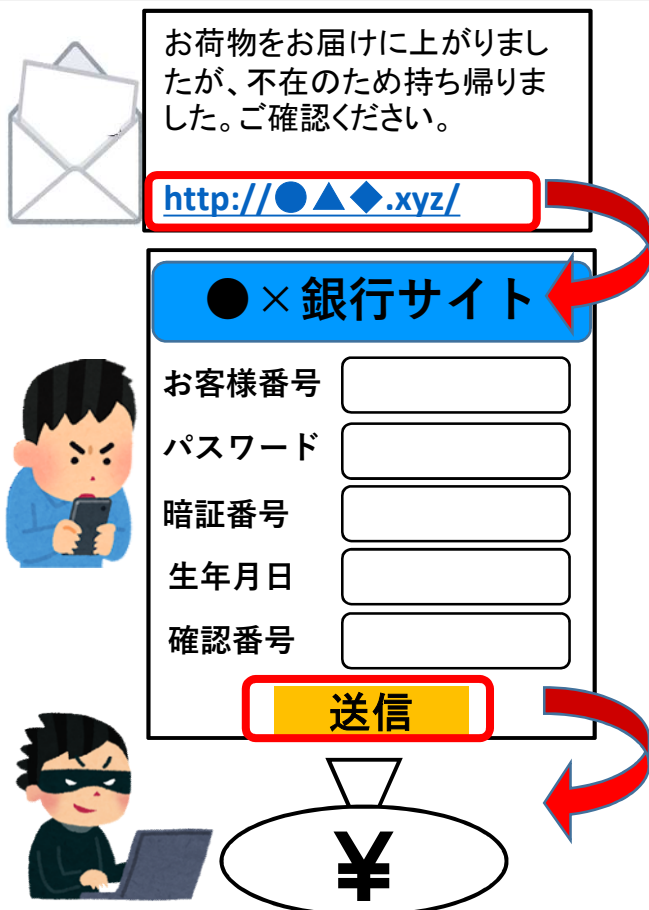 お荷物をお届けに上がりまし
たが、不在のため持ち帰りま
した。ご確認ください。
http://●▲◆.xyz/
●×銀行サイト
お客様番号
パスワード
暗証番号
生年月日
確認番号
送信
¥